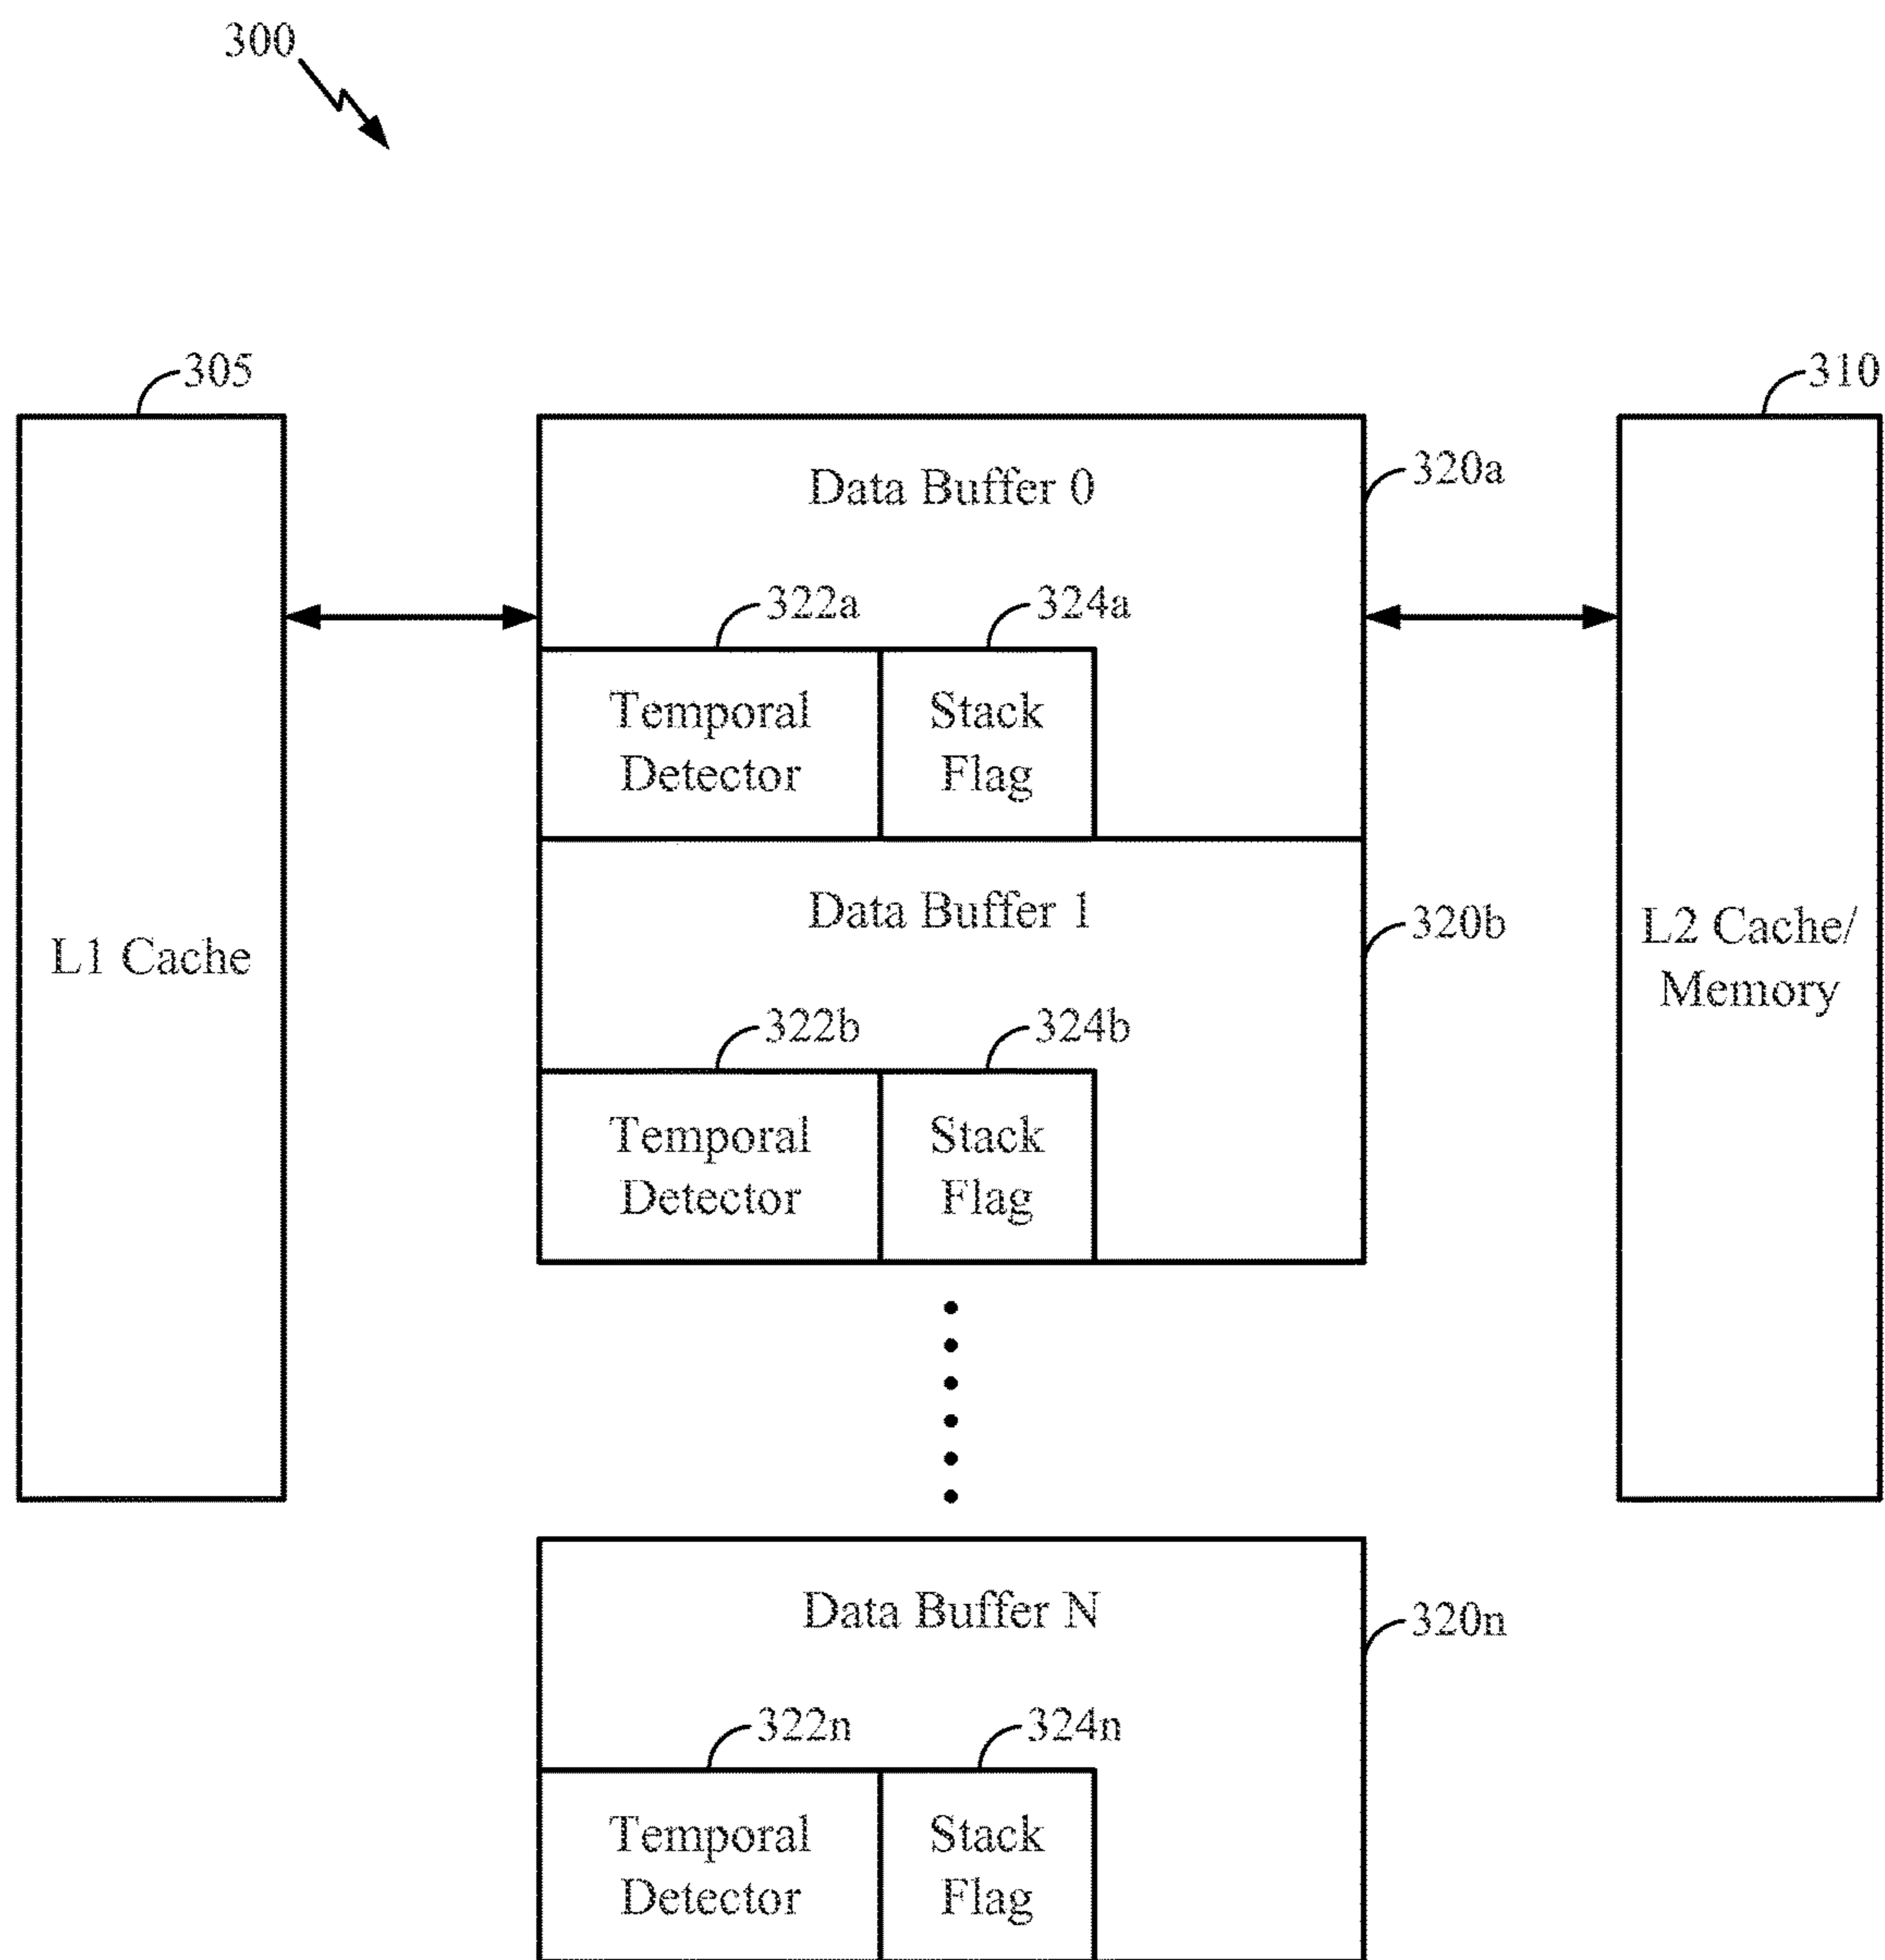 300
305
310
Data Buffer 0
320a
322a
324a
Temporal
Detector
Stack
Flag
Data Buffer 1
320b
L1 Cache
L2 Cache/
Memory
322b
324b
Temporal
Detector
Stack
Flag
Data Buffer N
320n
322n
324n
Temporal
Detector
Stack
Flag